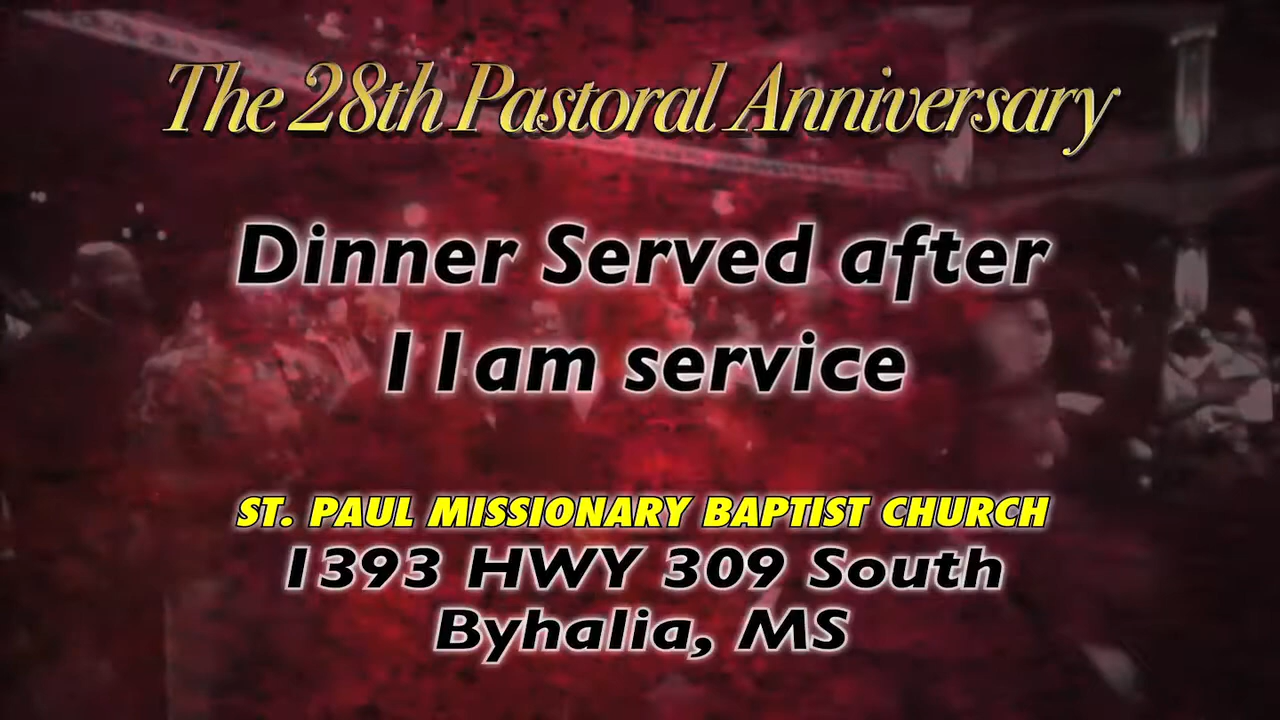 The 28th Pastoral Anniversary
Dinner Served after
11am service
ST. PAUL MISSIONARY BAPTIST CHURCH
1393 HWY 309 South
Byhalia, MS